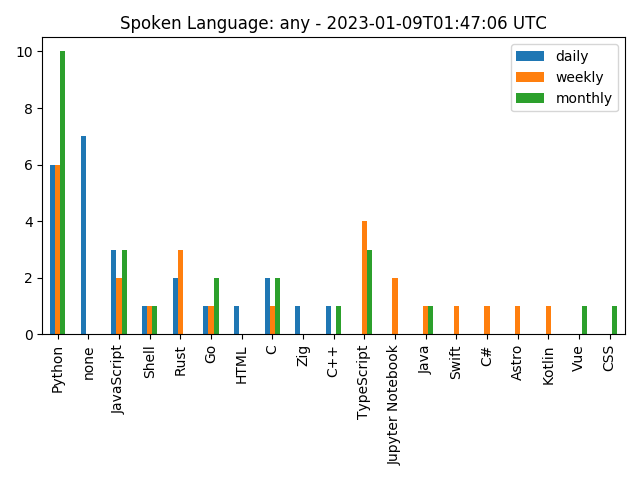 Spoken Language: any - 2023-01-09T01:47:06 UTC
daily
weekly
monthly
10
8
6
4
2
0
Python
none
JavaScript
Shell
Rust
Go
HTML
C
Zig
C++
TypeScript
Jupyter Notebook
Java
Swift
C#
Astro
Kotlin
Vue
CSS